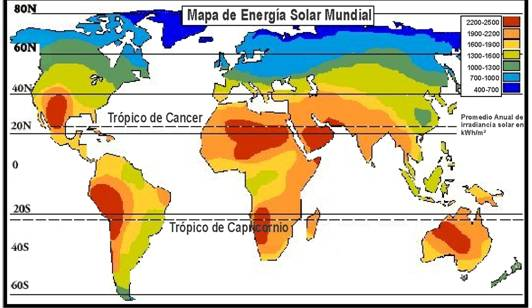 Mapa de Energía Solar Mundial
80N
60N
40N
20N
0
20S
40S
60S
Trópico de Cancer
Trópico de Capricornio
2200-2500
1900-2200
1600-1900
1300-1600
1000-1300
700-1000
400-700
Promedio Anual de
irradiancia solar en
kWh/m²